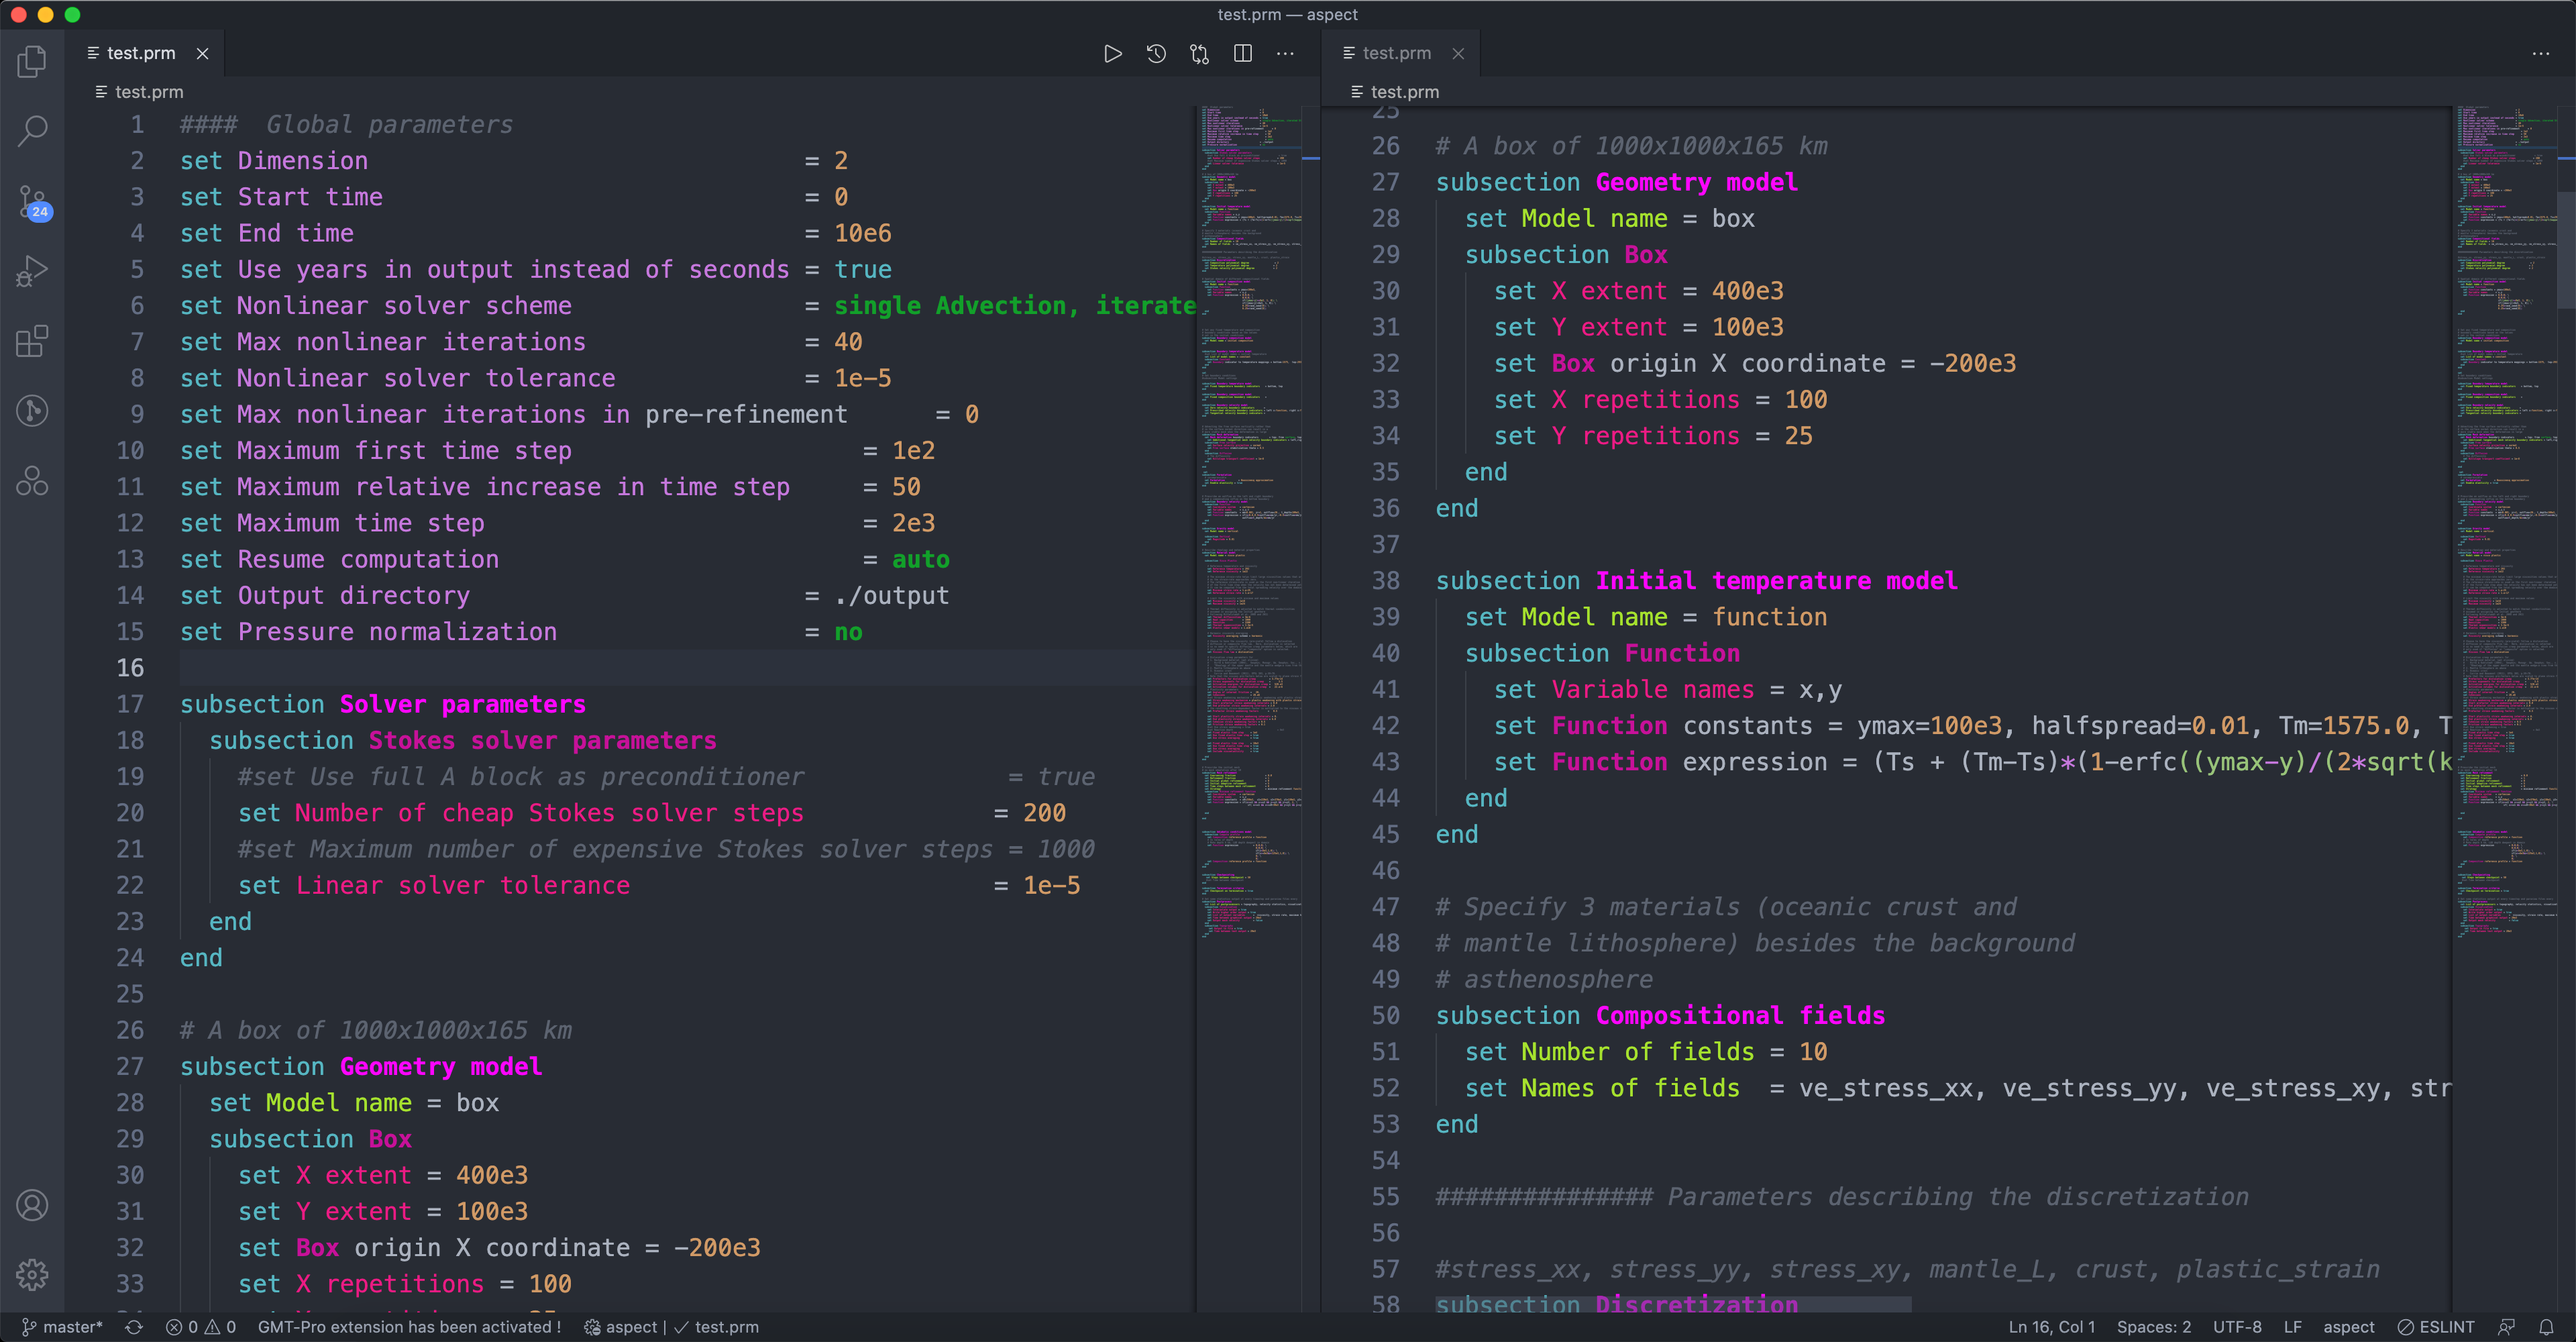 test.prm — aspect
test.prm
test.prm
24
1 #### Global parameters
2 set Dimension = 2
3 set Start time = 0
4 set End time = 10e6
5 set Use years in output instead of seconds = true
6 set Nonlinear solver scheme = single Advection, iterate
7 set Max nonlinear iterations = 40
8 set Nonlinear solver tolerance = 1e-5
9 set Max nonlinear iterations in pre-refinement = 0
10 set Maximum first time step = 1e2
11 set Maximum relative increase in time step = 50
12 set Maximum time step = 2e3
13 set Resume computation = auto
14 set Output directory = ./output
15 set Pressure normalization = no
16
17 subsection Solver parameters
18 subsection Stokes solver parameters
19 #set Use full A block as preconditioner = true
20 set Number of cheap Stokes solver steps = 200
21 #set Maximum number of expensive Stokes solver steps = 1000
22 set Linear solver tolerance = 1e-5
23 end
24 end
25
26 # A box of 1000x1000x165 km
27 subsection Geometry model
28 set Model name = box
29 subsection Box
30 set X extent = 400e3
31 set Y extent = 100e3
32 set Box origin X coordinate = -200e3
33 set X repetitions = 100
test.prm
test.prm
25
26 # A box of 1000x1000x165 km
27 subsection Geometry model
28 set Model name = box
29 subsection Box
30 set X extent = 400e3
31 set Y extent = 100e3
32 set Box origin X coordinate = -200e3
33 set X repetitions = 100
34 set Y repetitions = 25
35 end
36 end
37
38 subsection Initial temperature model
39 set Model name = function
40 subsection Function
41 set Variable names = x,y
42 set Function constants = ymax=100e3, halfspread=0.01, Tm=1575.0, T
43 set Function expression = (Ts + (Tm-Ts)*(1-erfc((ymax-y)/(2*sqrt(k
44 end
45 end
46
47 # Specify 3 materials (oceanic crust and
48 # mantle lithosphere) besides the background
49 # asthenosphere
50 subsection Compositional fields
51 set Number of fields = 10
52 set Names of fields = ve_stress_xx, ve_stress_yy, ve_stress_xy, str
53 end
54
55 ############### Parameters describing the discretization
56
57 #stress_xx, stress_yy, stress_xy, mantle_L, crust, plastic_strain
58 subsection Discretization
master* 0 0 GMT-Pro extension has been activated ! aspect | ✓ test.prm Ln 16, Col 1 Spaces: 2 UTF-8 LF aspect ESLINT